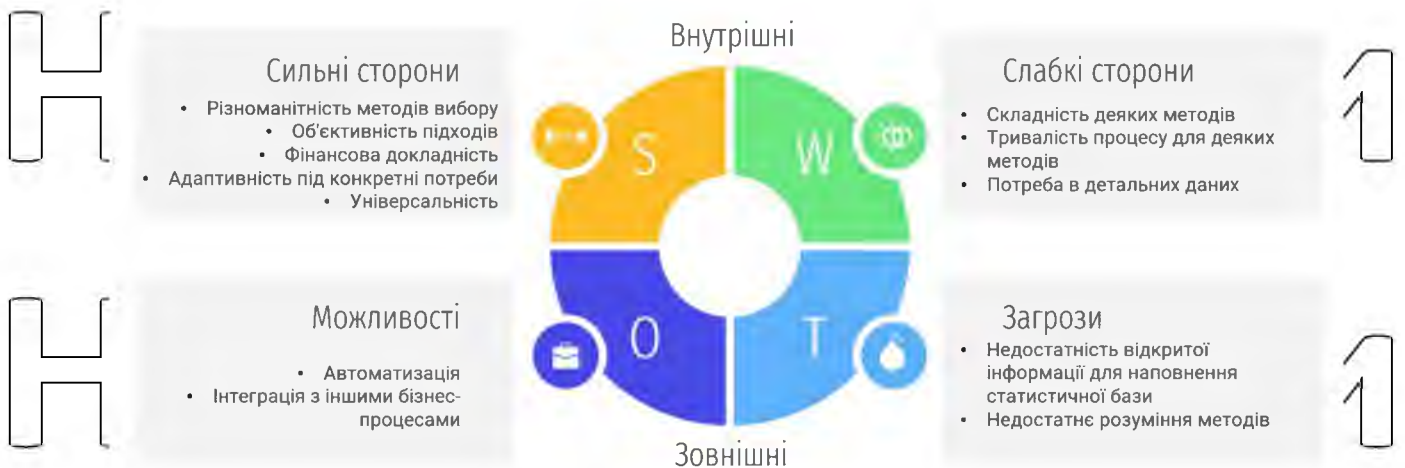 Внутрішні
Н
Сильні сторони
• Різноманітність методів вибору
• Об'єктивність підходів
• Фінансова докладність
• Адаптивність під конкретні потреби
• Універсальність
S
W
Слабкі сторони
• Складність деяких методів
• Тривалість процесу для деяких
методів
• Потреба в детальних даних
1
Н
Можливості
• Автоматизація
• Інтеграція з іншими бізнес-
процесами
O
T
Загрози
• Недостатність відкритої
інформації для наповнення
статистичної бази
• Недостатнє розуміння методів
1
Зовнішні